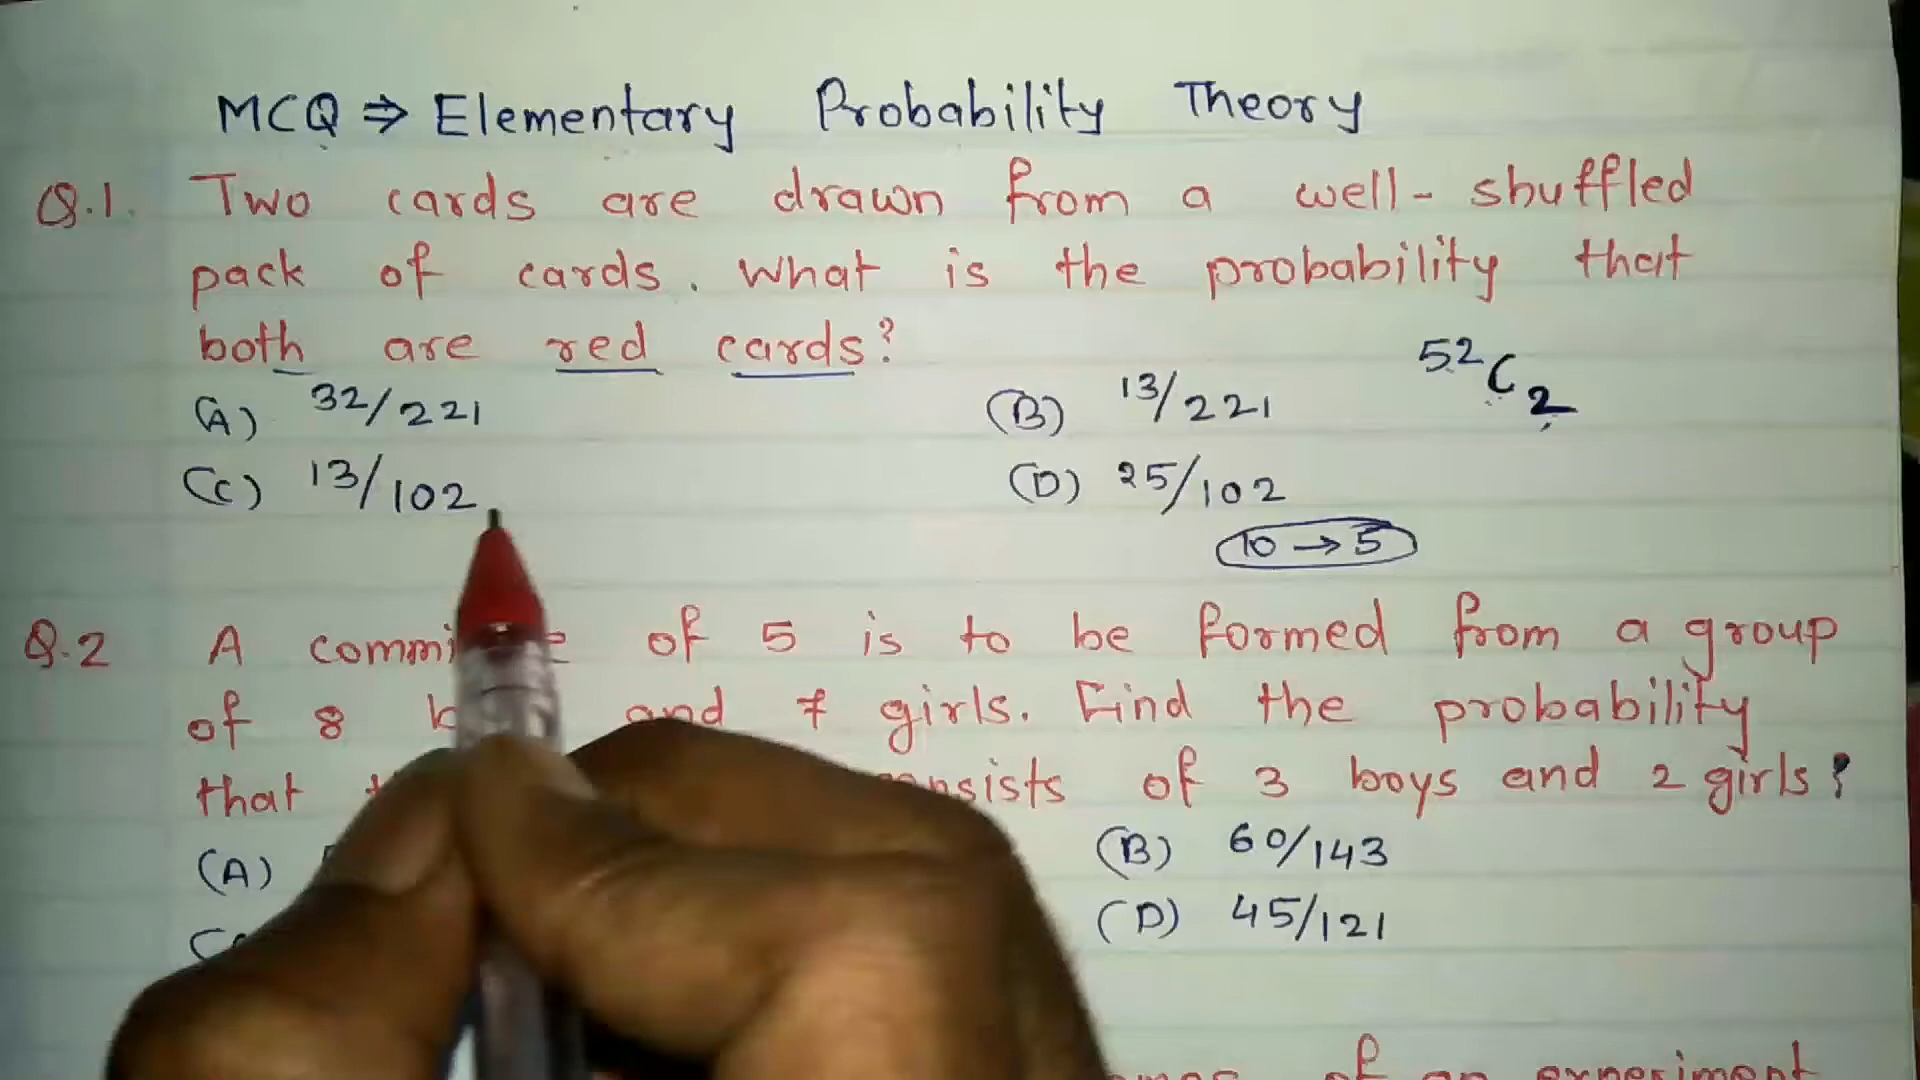 MCQ ⇒ Elementary Probability Theory
Q.1. Two cards are drawn from a well-shuffled
pack of cards. What is the probability that
both are red cards?
52C2
(A) 32/221 (B) 13/221
(C) 13/102 (D) 25/102
10 → 5
Q.2 A of 5 is to be formed from a group
of 8 and 7 girls. Find the probability
that of 3 boys and 2 girls?
(A) (B) 60/143
(D) 45/121
of an experiment